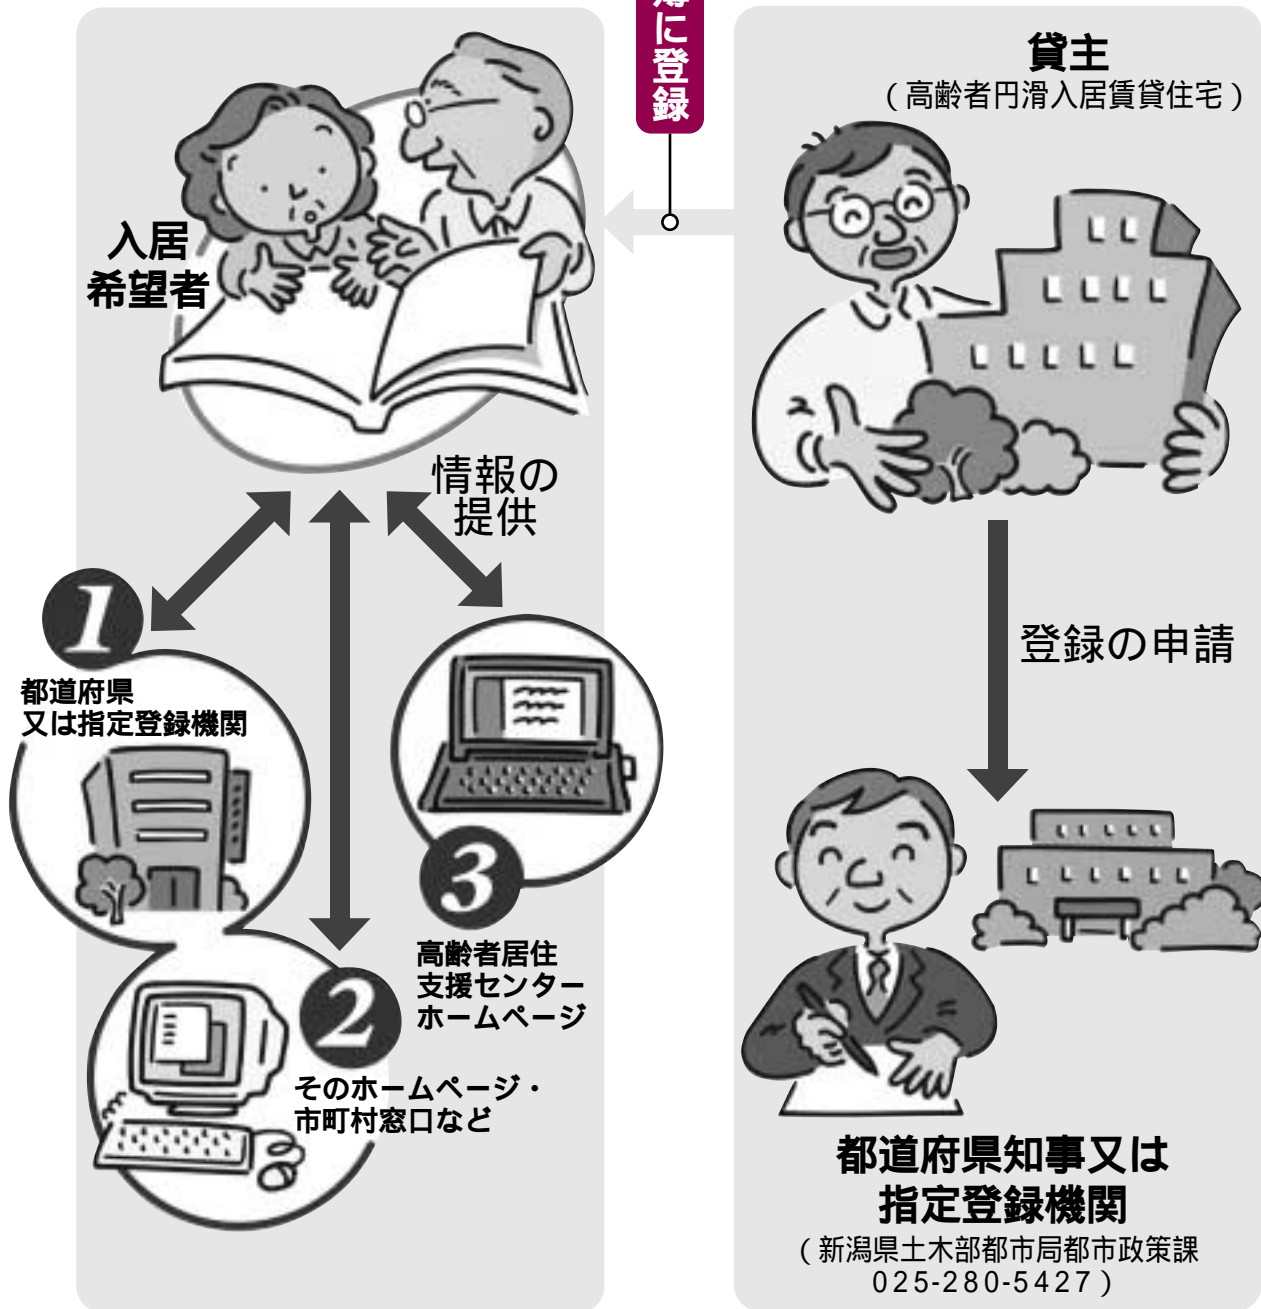 に登録
貸主
（高齢者円滑入居賃貸住宅）
入居
希望者
情報の
提供
1
都道府県
又は指定登録機関
登録の申請
3
高齢者居住
支援センター
ホームページ
2
そのホームページ・
市町村窓口など
都道府県知事又は
指定登録機関
（新潟県土木部都市局都市政策課
025-280-5427）